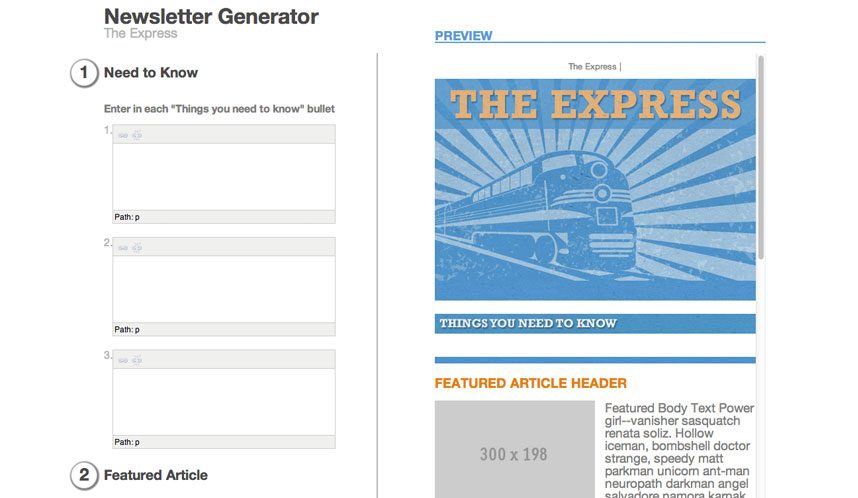 Newsletter Generator
The Express
1 Need to Know
Enter in each "Things you need to know" bullet
1.
Path: p
2.
Path: p
3.
Path: p
2 Featured Article
PREVIEW
The Express |
THE EXPRESS
THINGS YOU NEED TO KNOW
FEATURED ARTICLE HEADER
300 x 198
Featured Body Text Power
girl--vanisher sasquatch
renata soliz. Hollow
iceman, bombshell doctor
strange, speedy matt
parkman unicorn ant-man
neuropath darkman angel
salvadore namora karnak